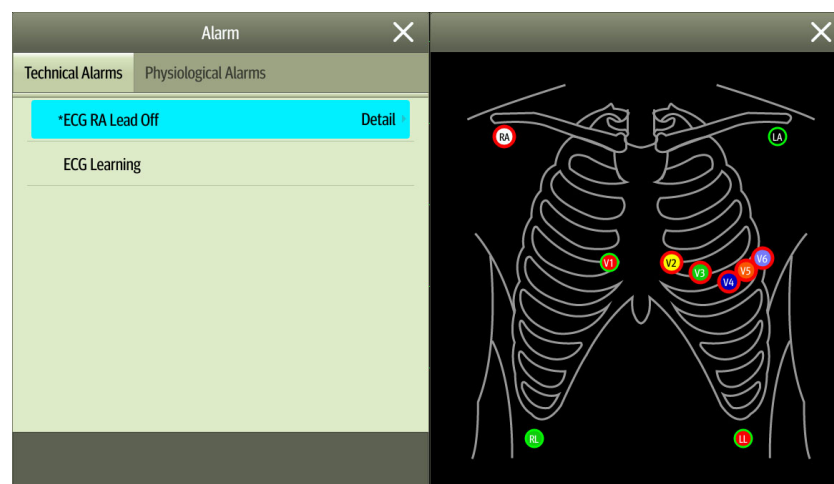 Alarm
Technical Alarms Physiological Alarms
*ECG RA Lead Off Detail
ECG Learning
RA LA
V1 V2 V3 V4 V5 V6
RL LL